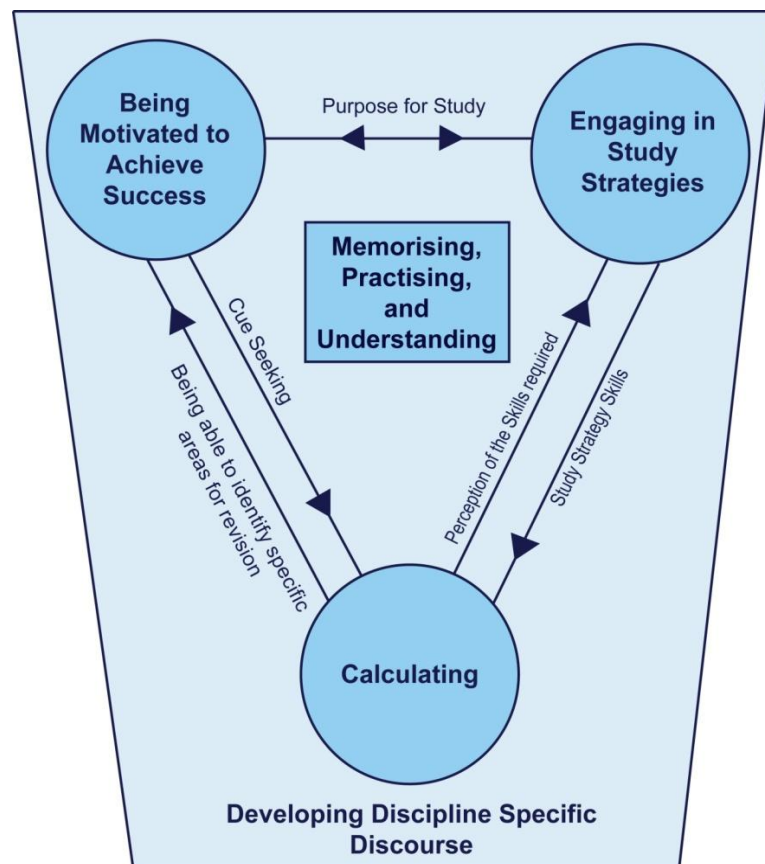 Being
Motivated to
Achieve
Success
Purpose for Study
Engaging in
Study
Strategies
Memorising,
Practising,
and
Understanding
Cue Seeking
Being able to identify specific
areas for revision
Perception of the Skills required
Study Strategy Skills
Calculating
Developing Discipline Specific
Discourse